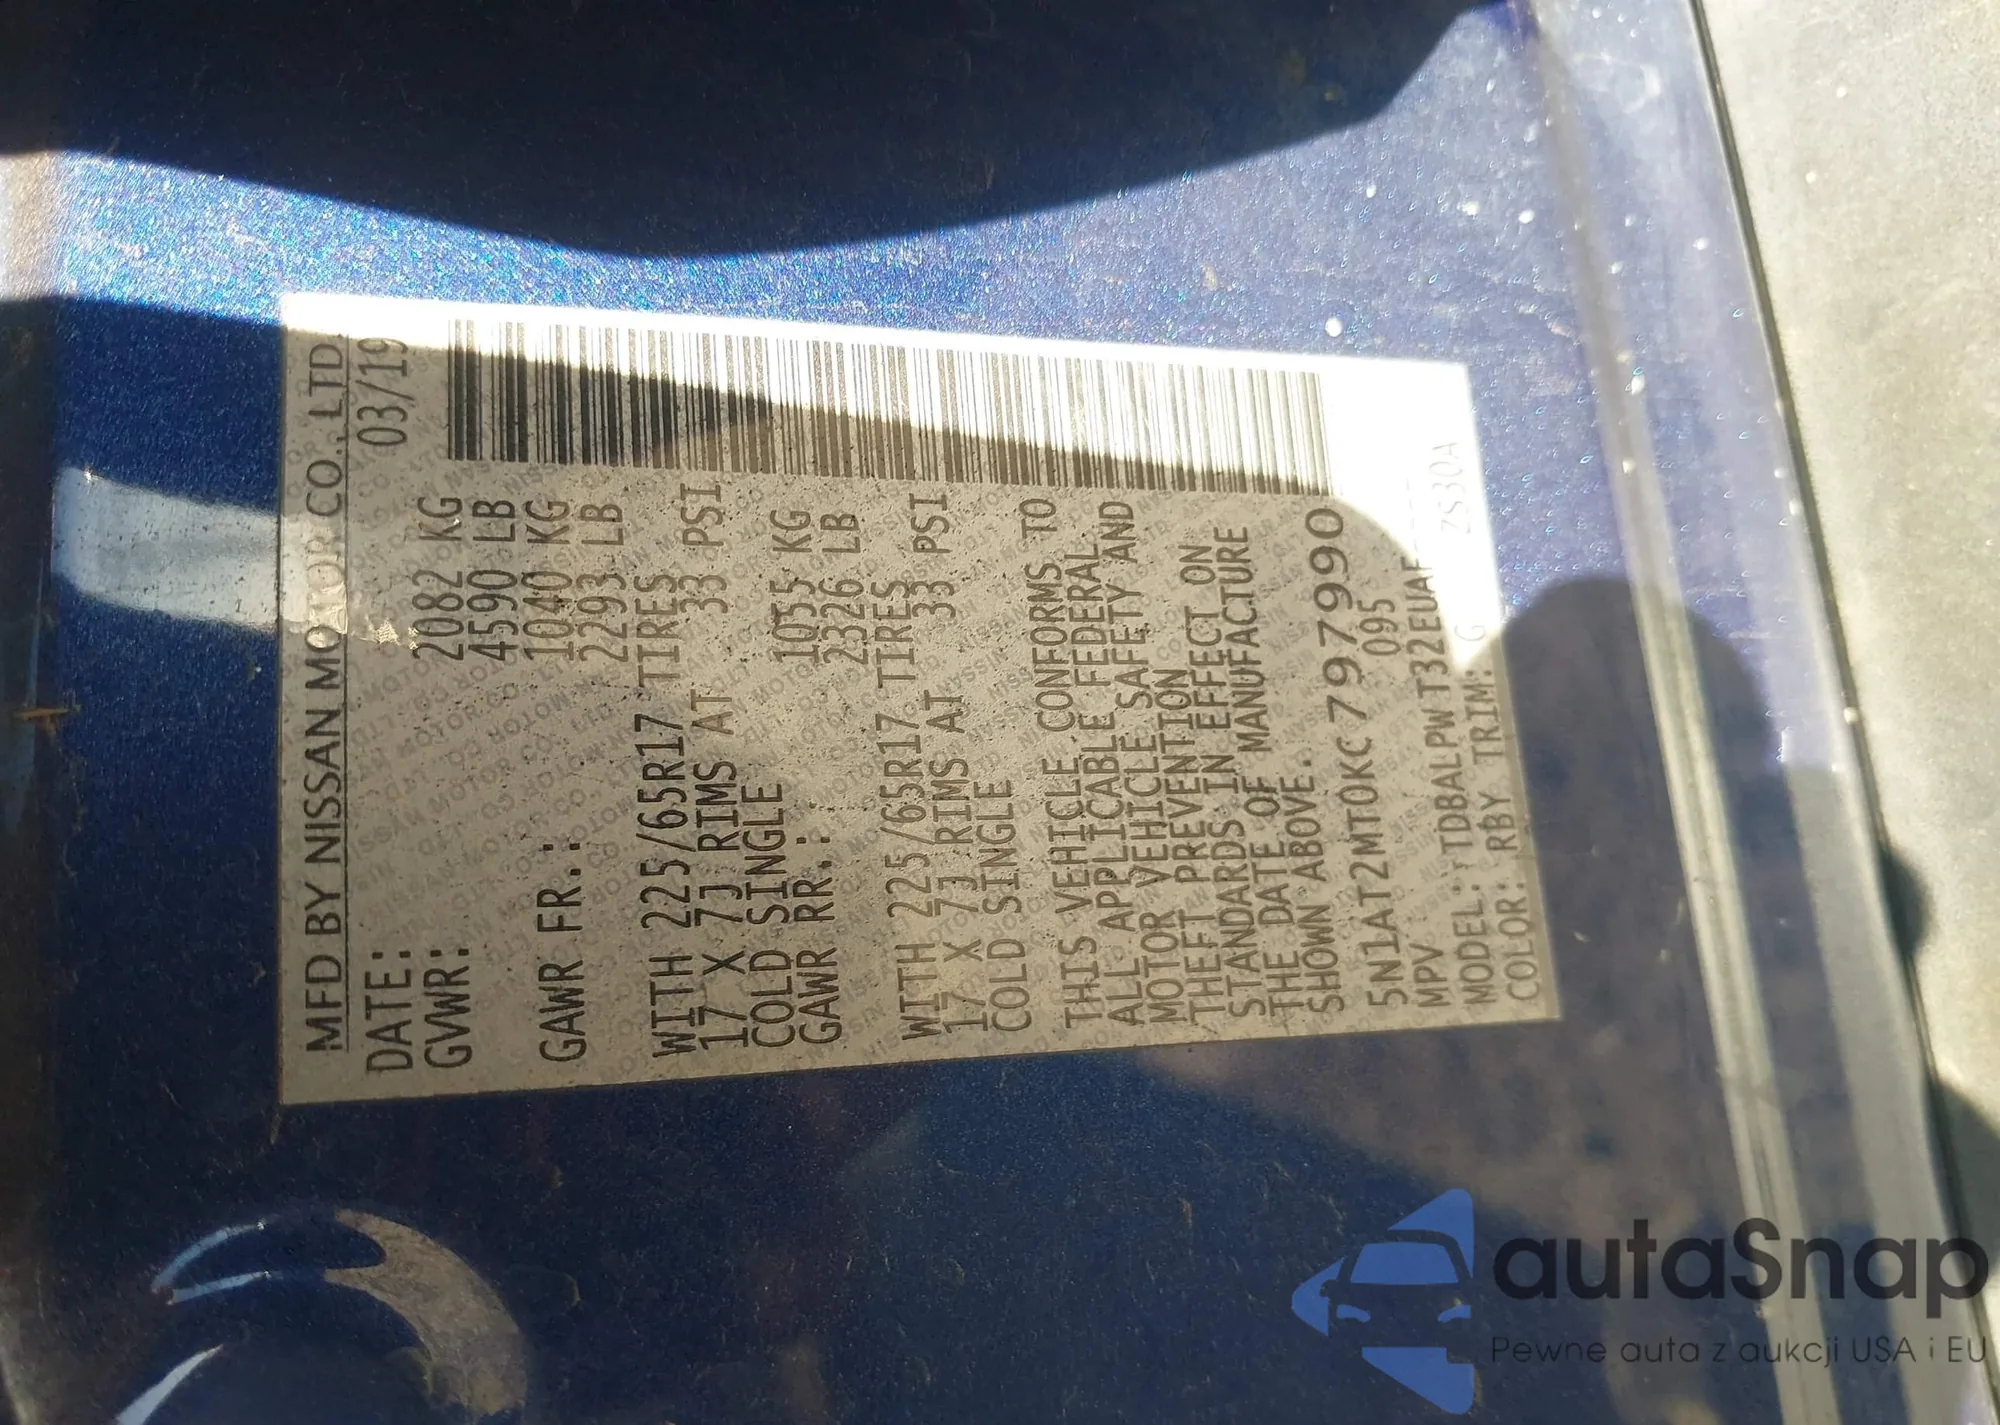 MFD BY NISSAN MOTOR CO., LTD.
DATE: 03/19
GVWR: 2082 KG
4590 LB
GAWR FR.: 1040 KG
2293 LB
WITH 225/65R17 TIRES
17 X 7J RIMS AT 33 PSI
COLD SINGLE
GAWR RR.: 1055 KG
2326 LB
WITH 225/65R17 TIRES
17 X 7J RIMS AT 33 PSI
COLD SINGLE
THIS VEHICLE CONFORMS TO
ALL APPLICABLE FEDERAL
MOTOR VEHICLE SAFETY AND
THEFT PREVENTION
STANDARDS IN EFFECT ON
THE DATE OF MANUFACTURE
SHOWN ABOVE.
5N1AT2MT0KC797990
MPV 095
MODEL: TDBALPW T32EUAF
COLOR: RBY TRIM: G ZS30A
autaSnap
Pewne auta z aukcji USA i EU